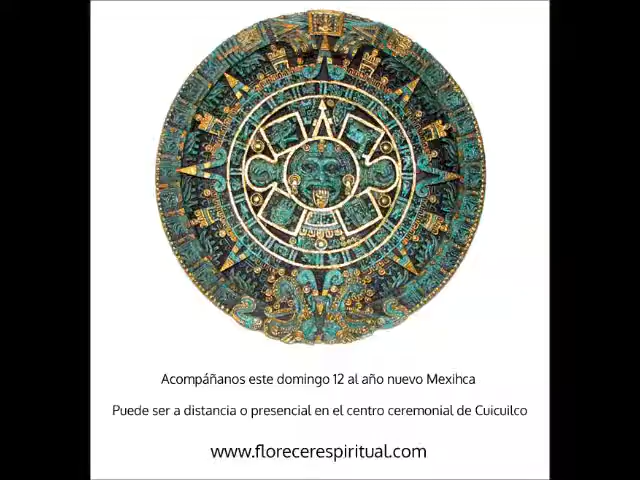 Acompáñanos este domingo 12 al año nuevo Mexihca
Puede ser a distancia o presencial en el centro ceremonial de Cuicuilco
www.florecerespiritual.com